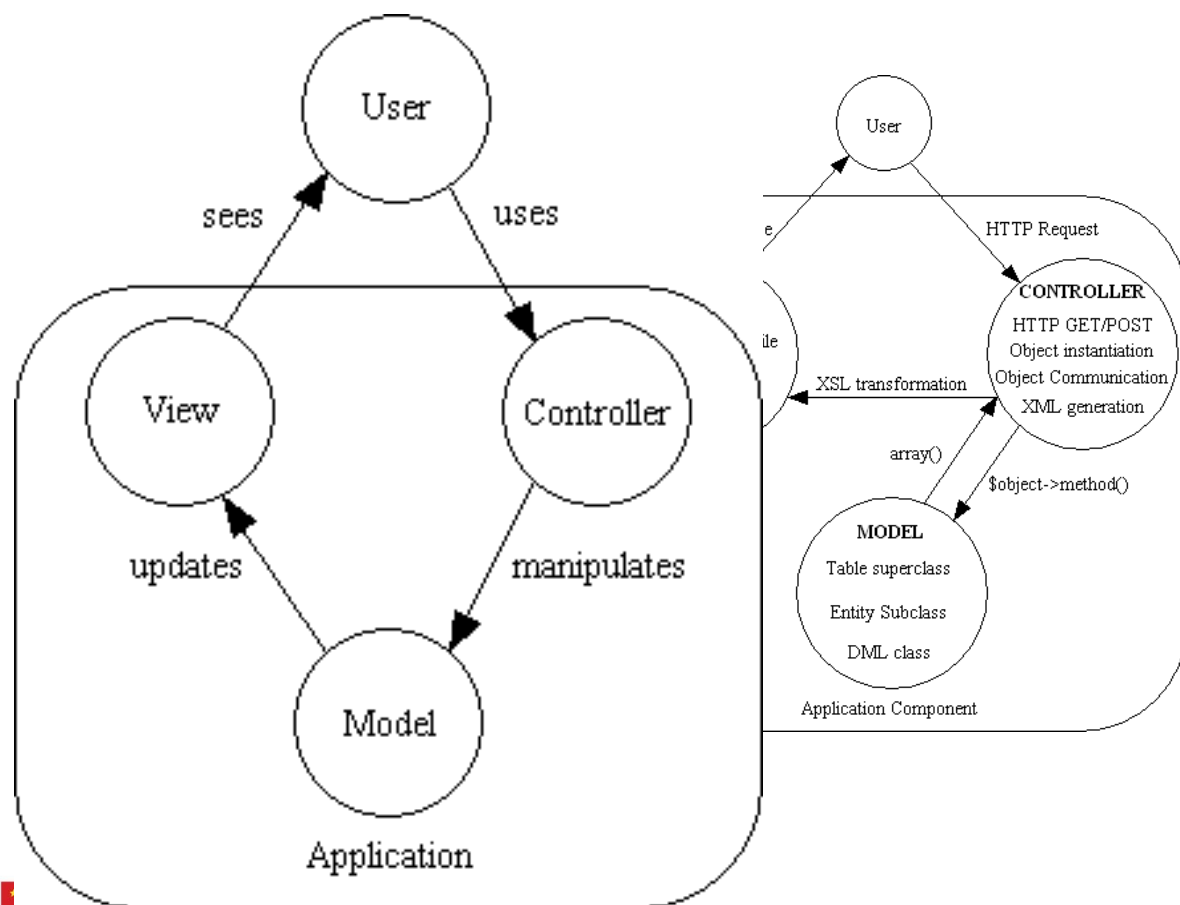 User
sees
uses
View
Controller
updates
manipulates
Model
Application
User
HTTP Request
CONTROLLER
HTTP GET/POST
Object instantiation
Object Communication
XML generation
XSL transformation
array()
$object->method()
MODEL
Table superclass
Entity Subclass
DML class
Application Component